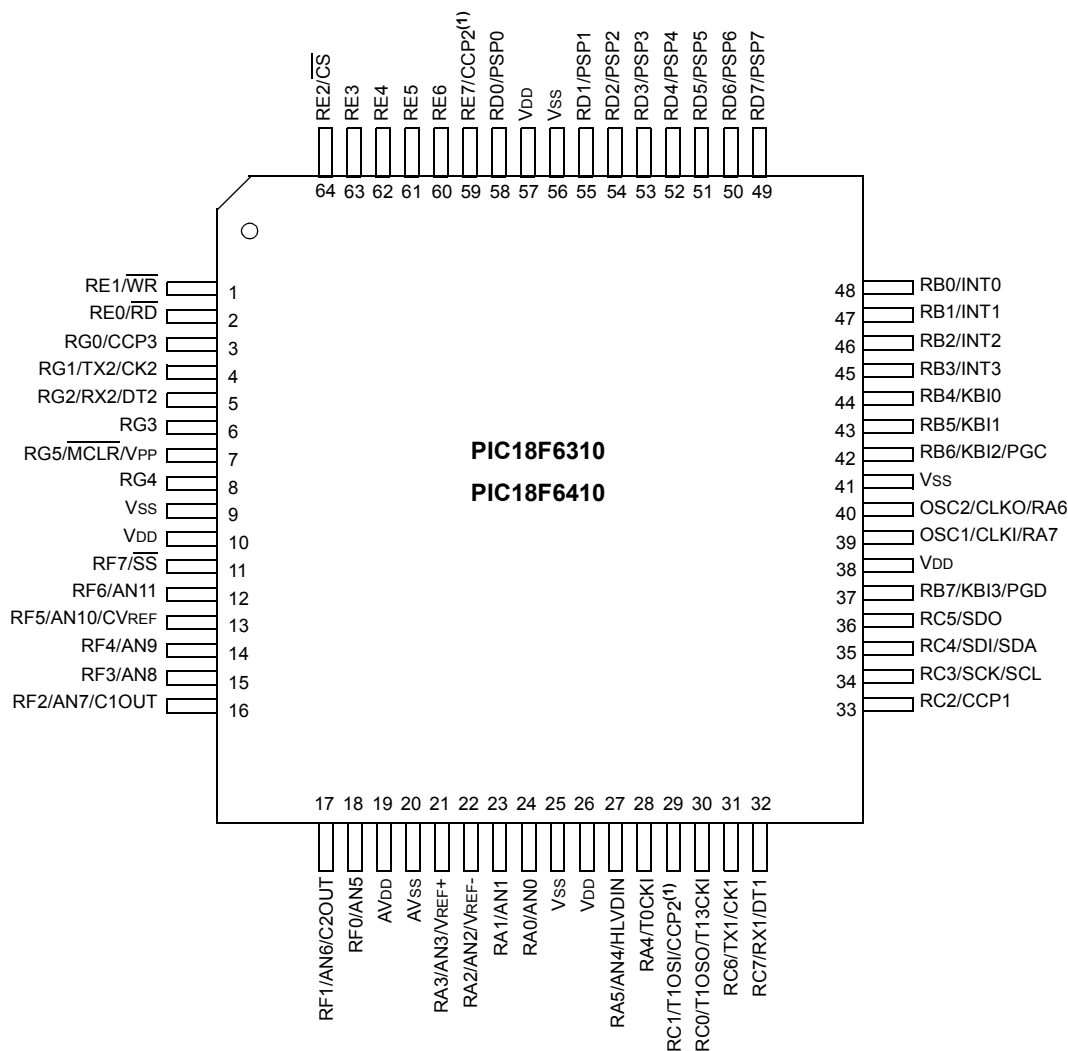 RE2/CS
RE3
RE4
RE5
RE6
RE7/CCP2(1)
RD0/PSP0
VDD
VSS
RD1/PSP1
RD2/PSP2
RD3/PSP3
RD4/PSP4
RD5/PSP5
RD6/PSP6
RD7/PSP7
64 63 62 61 60 59 58 57 56 55 54 53 52 51 50 49
RE1/WR 1
RE0/RD 2
RG0/CCP3 3
RG1/TX2/CK2 4
RG2/RX2/DT2 5
RG3 6
RG5/MCLR/VPP 7
RG4 8
VSS 9
VDD 10
RF7/SS 11
RF6/AN11 12
RF5/AN10/CVREF 13
RF4/AN9 14
RF3/AN8 15
RF2/AN7/C1OUT 16
PIC18F6310
PIC18F6410
48 RB0/INT0
47 RB1/INT1
46 RB2/INT2
45 RB3/INT3
44 RB4/KBI0
43 RB5/KBI1
42 RB6/KBI2/PGC
41 VSS
40 OSC2/CLKO/RA6
39 OSC1/CLKI/RA7
38 VDD
37 RB7/KBI3/PGD
36 RC5/SDO
35 RC4/SDI/SDA
34 RC3/SCK/SCL
33 RC2/CCP1
17 18 19 20 21 22 23 24 25 26 27 28 29 30 31 32
RF1/AN6/C2OUT
RF0/AN5
AVDD
AVSS
RA3/AN3/VREF+
RA2/AN2/VREF-
RA1/AN1
RA0/AN0
VSS
VDD
RA5/AN4/HLVDIN
RA4/T0CKI
RC1/T1OSI/CCP2(1)
RC0/T1OSO/T13CKI
RC6/TX1/CK1
RC7/RX1/DT1